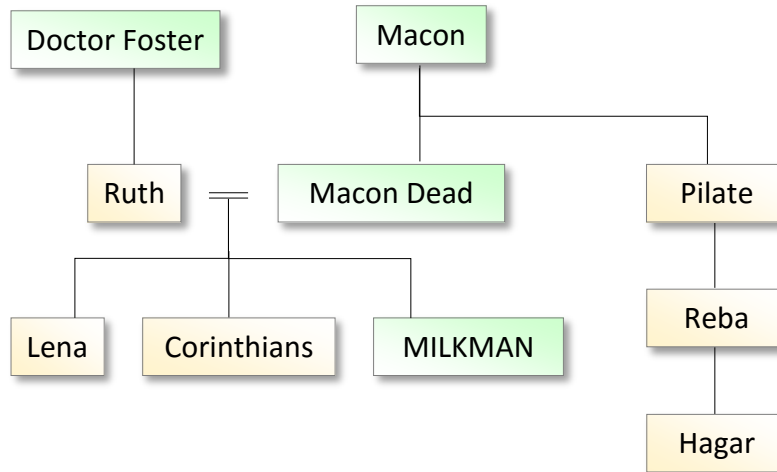 Doctor Foster
Macon
Ruth
Macon Dead
Pilate
Lena
Corinthians
MILKMAN
Reba
Hagar